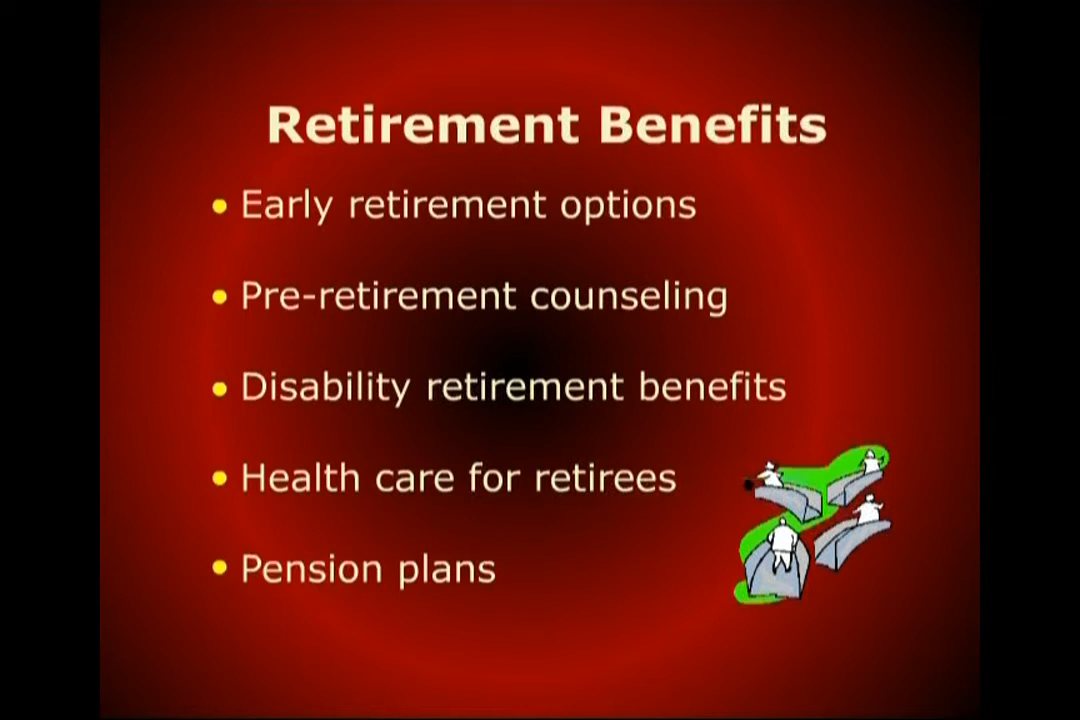 Retirement Benefits
• Early retirement options
• Pre-retirement counseling
• Disability retirement benefits
• Health care for retirees
• Pension plans